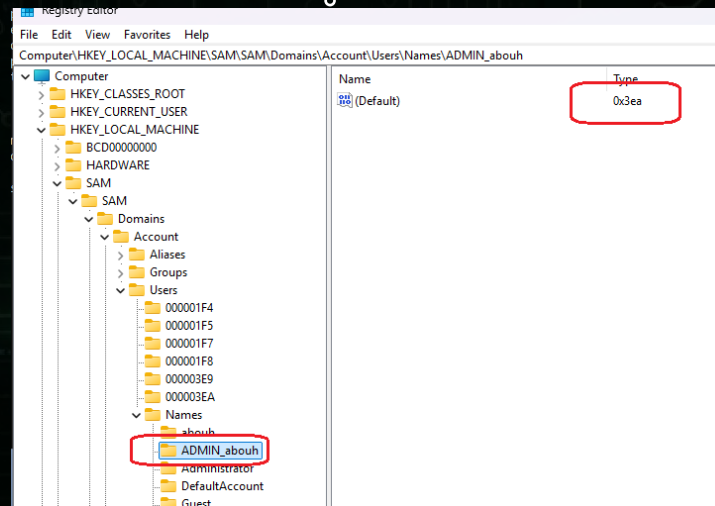 Registry Editor
File Edit View Favorites Help
Computer\HKEY_LOCAL_MACHINE\SAM\SAM\Domains\Account\Users\Names\ADMIN_abouh
Computer
HKEY_CLASSES_ROOT
HKEY_CURRENT_USER
HKEY_LOCAL_MACHINE
BCD00000000
HARDWARE
SAM
SAM
Domains
Account
Aliases
Groups
Users
000001F4
000001F5
000001F7
000001F8
000003E9
000003EA
Names
abouh
ADMIN_abouh
Administrator
DefaultAccount
Guest
Name Type
(Default) 0x3ea